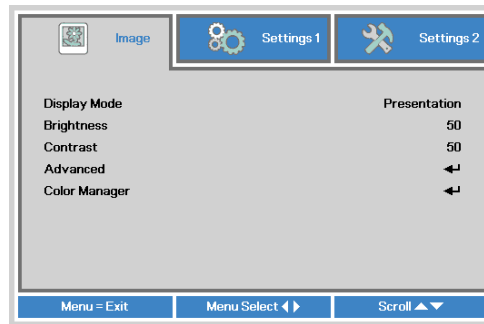 Image
Settings 1
Settings 2
Display Mode Presentation
Brightness 50
Contrast 50
Advanced ↵
Color Manager ↵
Menu = Exit
Menu Select ◀ ▶
Scroll ▲▼